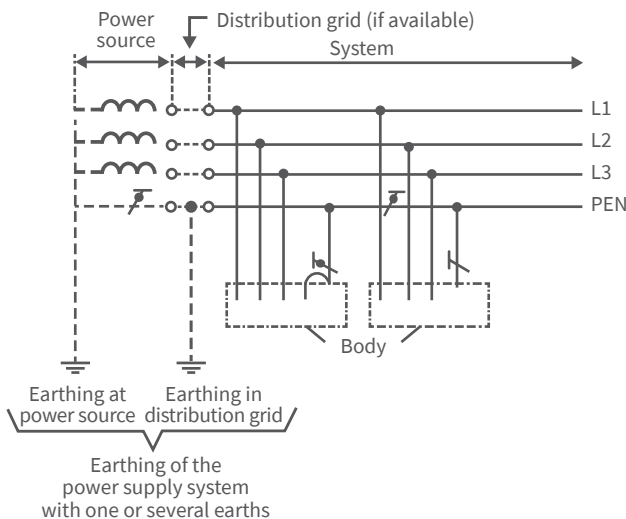 Power
source
Distribution grid (if available)
System
L1
L2
L3
PEN
Body
Earthing at
power source
Earthing in
distribution grid
Earthing of the
power supply system
with one or several earths